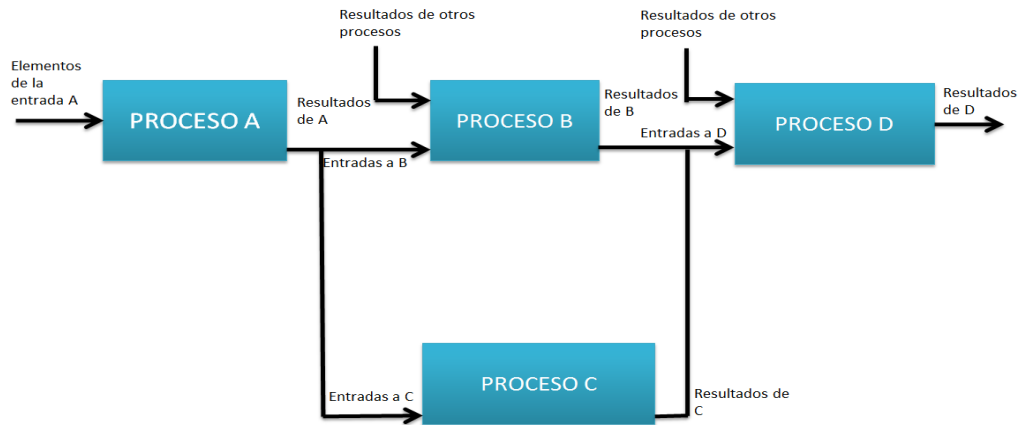 Resultados de otros
procesos
Resultados de otros
procesos
Elementos
de la
entrada A
PROCESO A
Resultados
de A
Entradas a B
PROCESO B
Resultados
de B
Entradas a D
PROCESO D
Resultados
de D
Entradas a C
PROCESO C
Resultados de
C